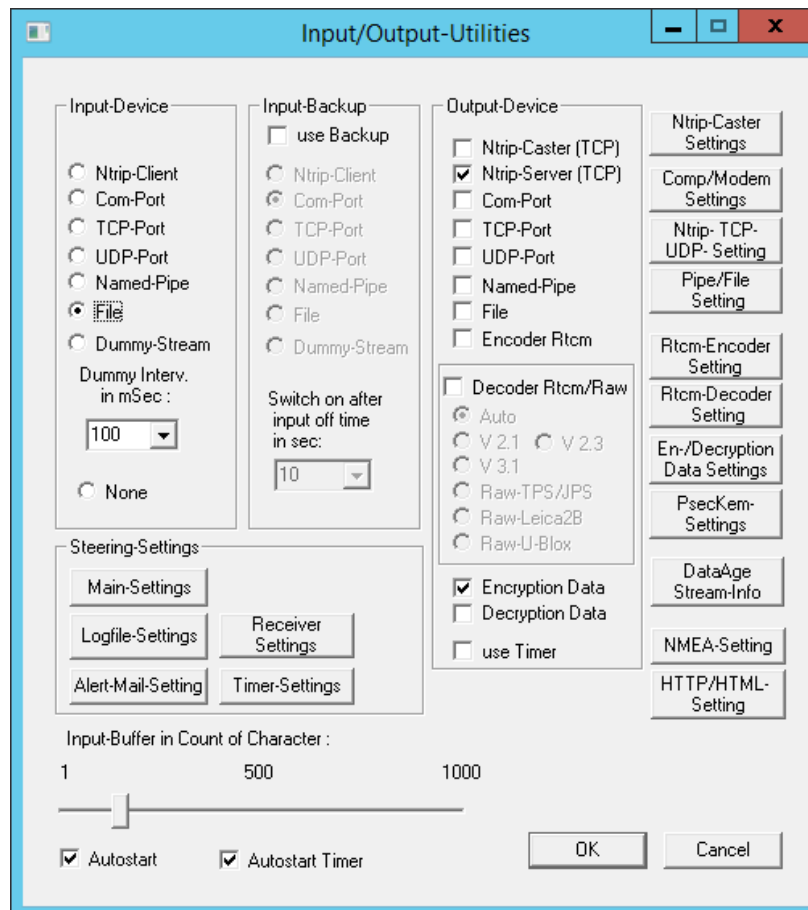 Input/Output-Utilities
Input-Device
Ntrip-Client
Com-Port
TCP-Port
UDP-Port
Named-Pipe
File
Dummy-Stream
Dummy Interv.
in mSec :
100
None
Input-Backup
use Backup
Ntrip-Client
Com-Port
TCP-Port
UDP-Port
Named-Pipe
File
Dummy-Stream
Switch on after
input off time
in sec:
10
Output-Device
Ntrip-Caster (TCP)
Ntrip-Server (TCP)
Com-Port
TCP-Port
UDP-Port
Named-Pipe
File
Encoder Rtcm
Decoder Rtcm/Raw
Auto
V 2.1 V 2.3
V 3.1
Raw-TPS/JPS
Raw-Leica2B
Raw-U-Blox
Encryption Data
Decryption Data
use Timer
Ntrip-Caster
Settings
Comp/Modem
Settings
Ntrip- TCP-
UDP- Setting
Pipe/File
Setting
Rtcm-Encoder
Setting
Rtcm-Decoder
Setting
En-/Decryption
Data Settings
PsecKem-
Settings
DataAge
Stream-Info
NMEA-Setting
HTTP/HTML-
Setting
Steering-Settings
Main-Settings
Logfile-Settings
Receiver
Settings
Alert-Mail-Setting
Timer-Settings
Input-Buffer in Count of Character :
1 500 1000
Autostart
Autostart Timer
OK
Cancel